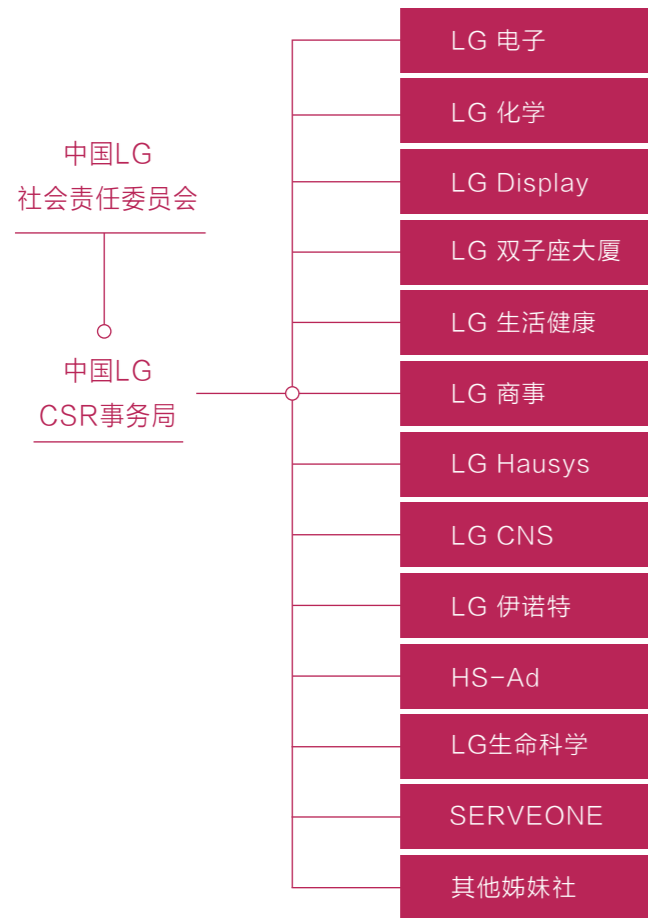 中国LG
社会责任委员会
中国LG
CSR事务局
LG 电子
LG 化学
LG Display
LG 双子座大厦
LG 生活健康
LG 商事
LG Hausys
LG CNS
LG 伊诺特
HS-Ad
LG生命科学
SERVEONE
其他姊妹社